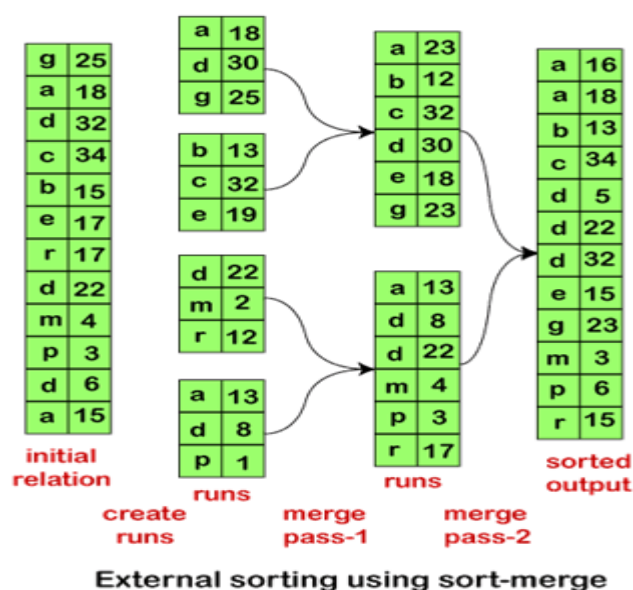 g 25
a 18
d 32
c 34
b 15
e 17
r 17
d 22
m 4
p 3
d 6
a 15
initial
relation
a 18
d 30
g 25
b 13
c 32
e 19
d 22
m 2
r 12
a 13
d 8
p 1
runs
create
runs
a 23
b 12
c 32
d 30
e 18
g 23
a 13
d 8
d 22
m 4
p 3
r 17
runs
merge
pass-1
merge
pass-2
a 16
a 18
b 13
c 34
d 5
d 22
d 32
e 15
g 23
m 3
p 6
r 15
sorted
output
External sorting using sort-merge